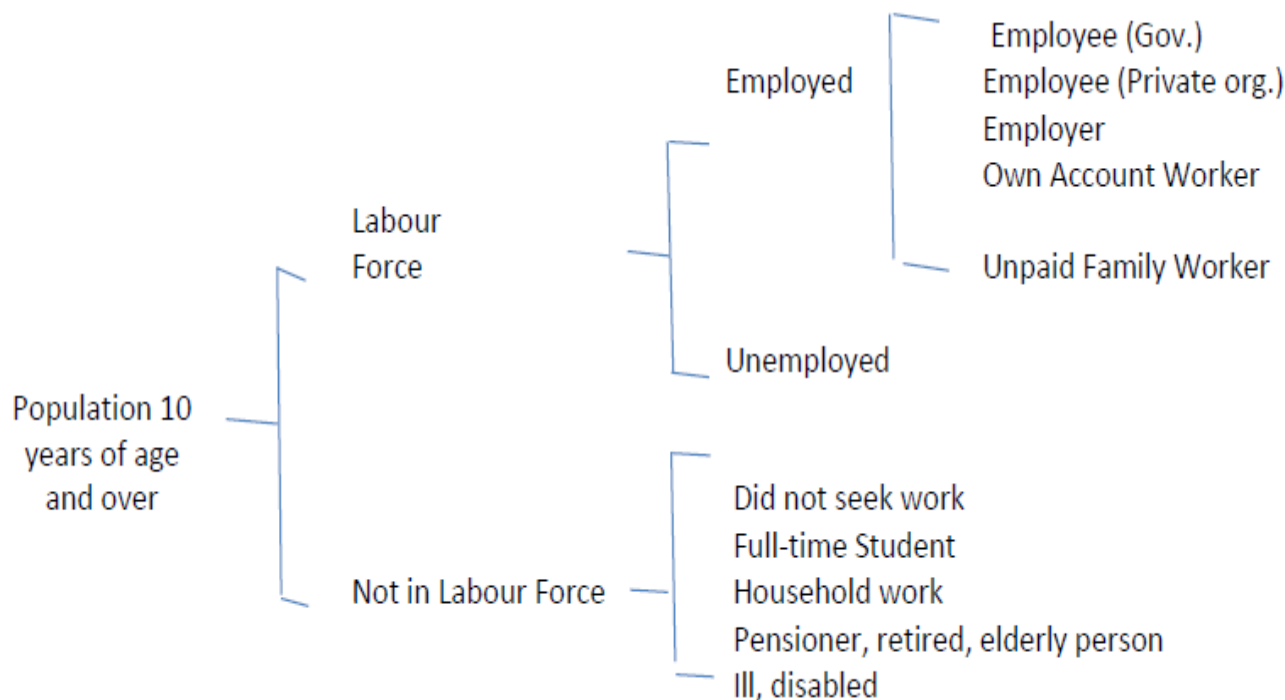 Employee (Gov.)
Employed
Employee (Private org.)
Employer
Own Account Worker
Labour
Force
Unpaid Family Worker
Unemployed
Population 10
years of age
and over
Did not seek work
Full-time Student
Not in Labour Force
Household work
Pensioner, retired, elderly person
Ill, disabled